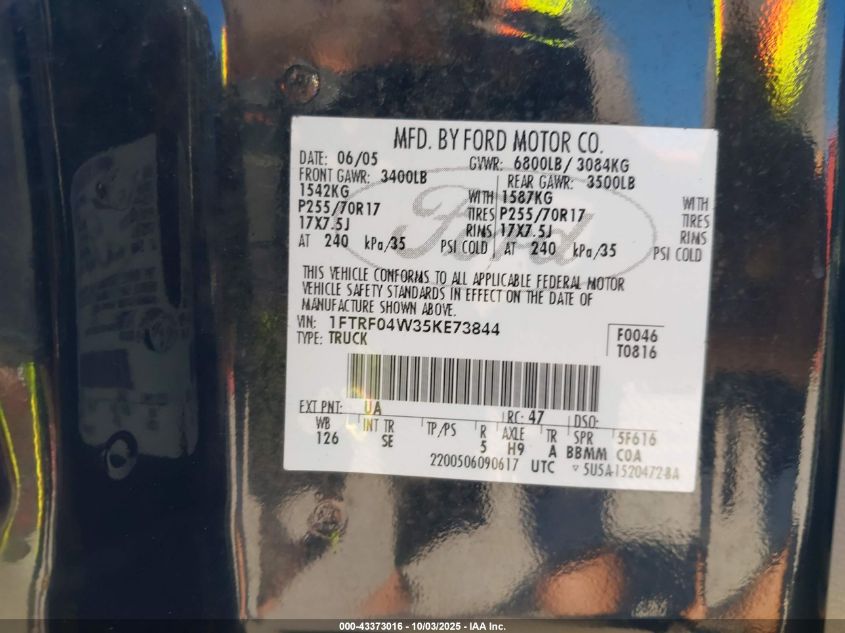 MFD. BY FORD MOTOR CO.
DATE: 06/05 GVWR: 6800LB/ 3084KG
FRONT GAWR: 3400LB REAR GAWR: 3500LB
1542KG WITH 1587KG WITH
P255/70R17 TIRES P255/70R17 TIRES
17X7.5J RIMS 17X7.5J RIMS
AT 240 kPa/35 PSI COLD AT 240 kPa/35 PSI COLD
Ford
THIS VEHICLE CONFORMS TO ALL APPLICABLE FEDERAL MOTOR
VEHICLE SAFETY STANDARDS IN EFFECT ON THE DATE OF
MANUFACTURE SHOWN ABOVE.
VIN: 1FTRF04W35KE73844 F0046
TYPE: TRUCK T0816
EXT PNT: UA RC: 47 DSO:
WB INT TR TP/PS R AXLE TR SPR 5F616
126 SE 5 H9 A BBMM COA
2200506090617 UTC 5U5A-1520472-BA
000-43373016 - 10/03/2025 - IAA Inc.